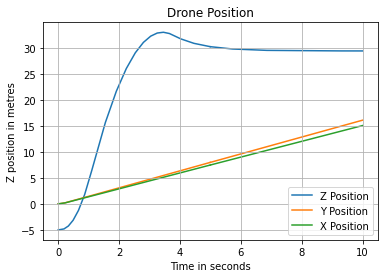 Drone Position
Z position in metres
30
25
20
15
10
5
0
−5
0
2
4
6
8
10
Time in seconds
Z Position
Y Position
X Position